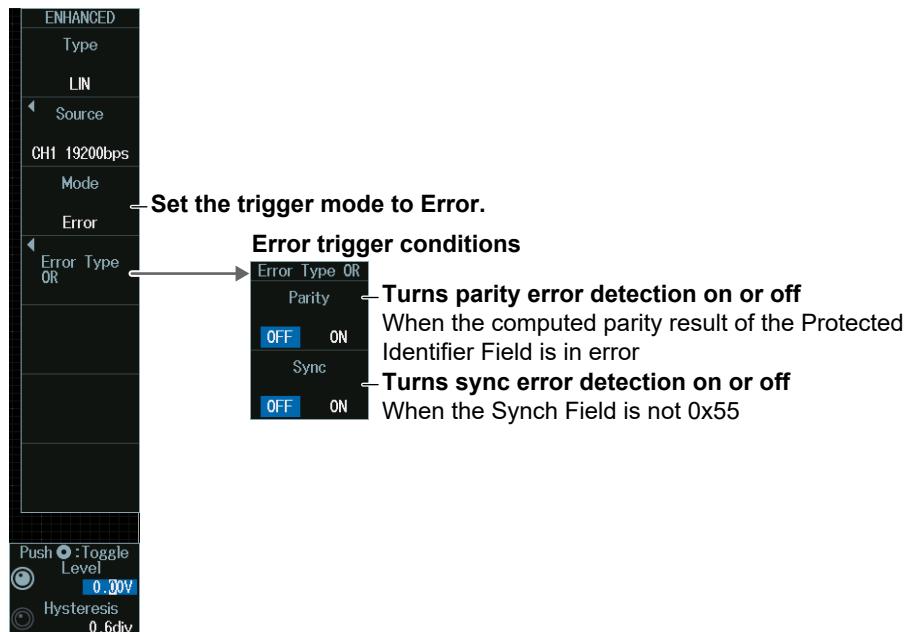 ENHANCED
Type
LIN
Source
CH1 19200bps
Mode
Error
Error Type
OR
Set the trigger mode to Error.
Error trigger conditions
Error Type OR
Parity
OFF ON
Turns parity error detection on or off
When the computed parity result of the Protected
Identifier Field is in error
Sync
OFF ON
Turns sync error detection on or off
When the Synch Field is not 0x55
Push :Toggle
Level
0.00V
Hysteresis
0.6div